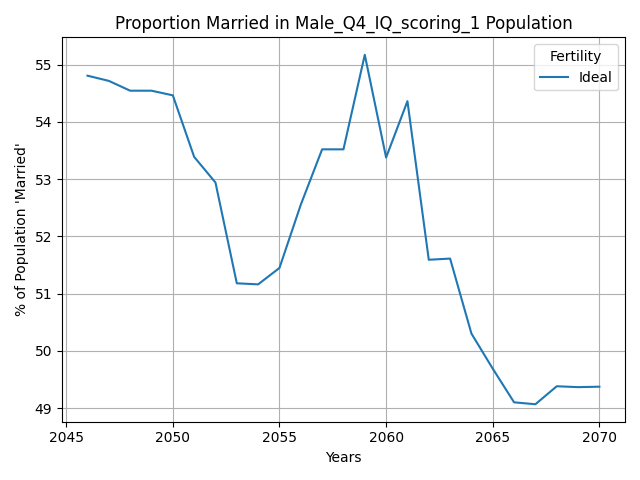 Proportion Married in Male_Q4_IQ_scoring_1 Population
Fertility
Ideal
% of Population 'Married'
55
54
53
52
51
50
49
2045 2050 2055 2060 2065 2070
Years